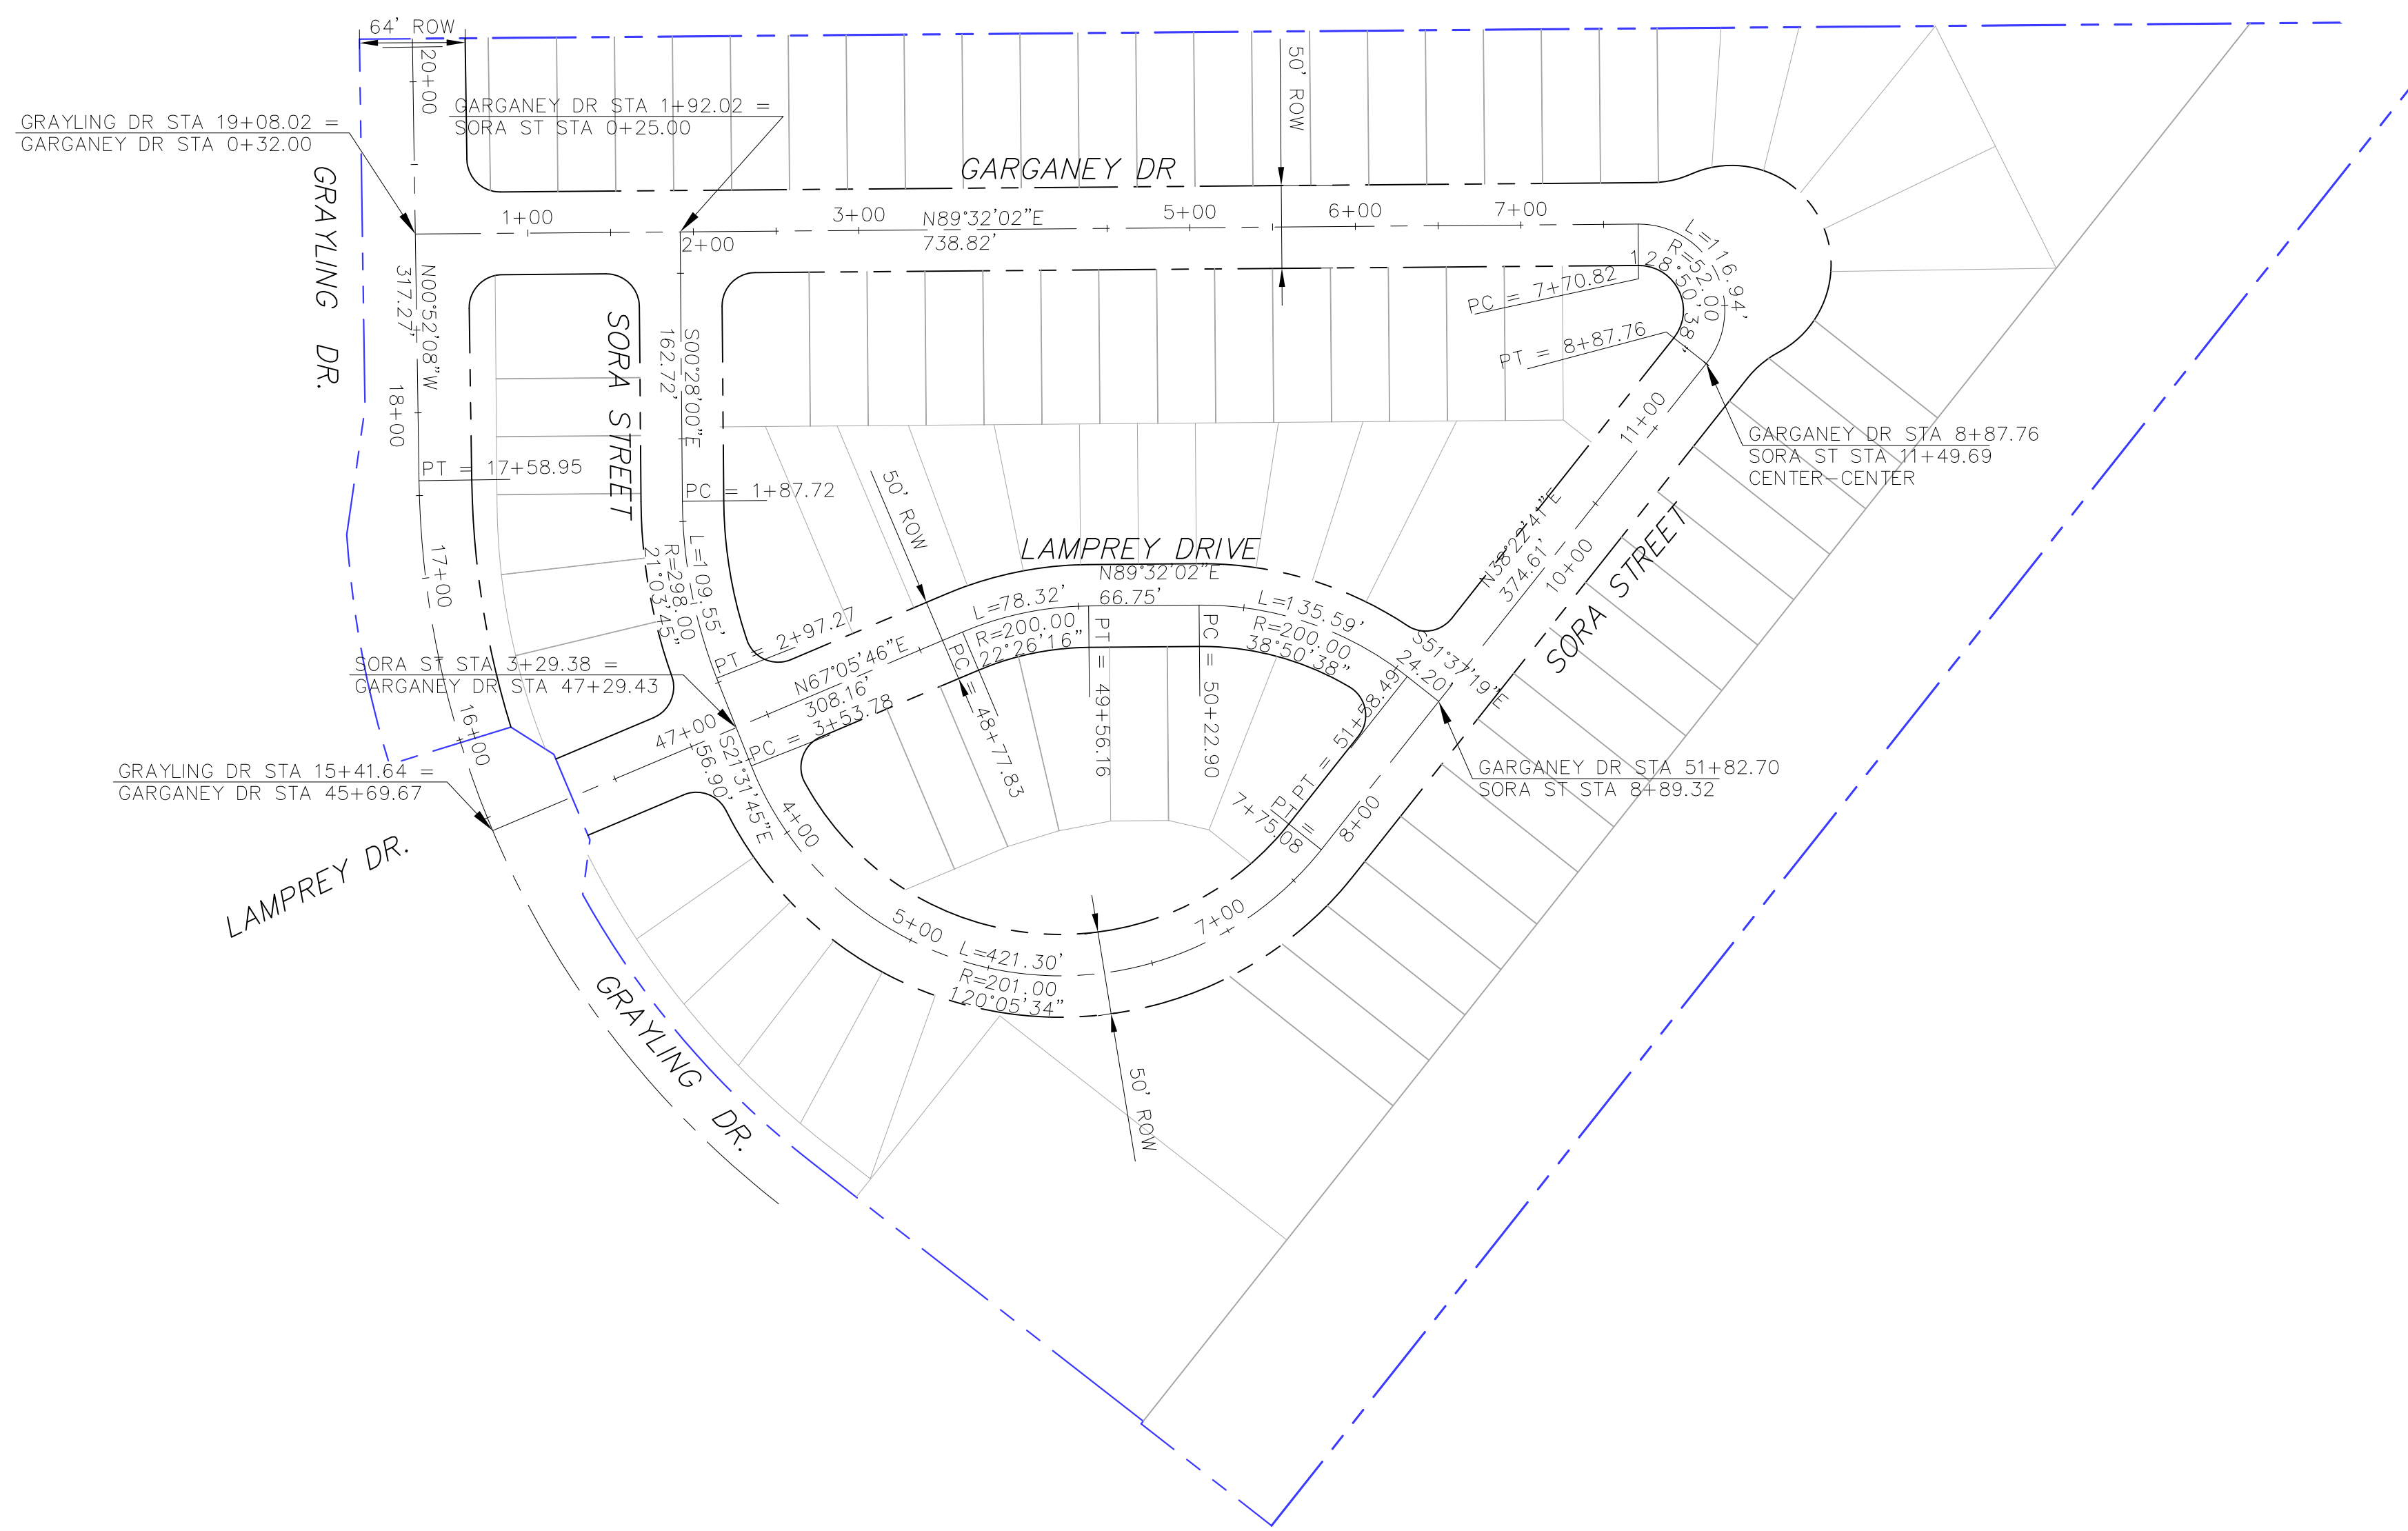 64' ROW
20+00
GRAYLING DR STA 19+08.02 =
GARGANEY DR STA 0+32.00
GARGANEY DR STA 1+92.02 =
SORA ST STA 0+25.00
50' ROW
GRAYLING DR.
GARGANEY DR
1+00
2+00
3+00
N89°32'02"E
738.82'
5+00
6+00
7+00
L=116.94'
R=52.00
128°50'38"
PC = 7+70.82
PT = 8+87.76
N00°52'08"W
317.27'
18+00
SORA STREET
S00°28'00"E
162.72'
PT = 17+58.95
PC = 1+87.72
11+00
GARGANEY DR STA 8+87.76
SORA ST STA 11+49.69
CENTER-CENTER
50' ROW
LAMPREY DRIVE
N89°32'02"E
66.75'
N38°22'41"E
374.61'
10+00
SORA STREET
17+00
L=109.55'
R=298.00
21°03'45"
PT = 2+97.27
L=78.32'
R=200.00
22°26'16"
L=135.59'
R=200.00
38°50'38"
S51°37'19"E
24.20'
SORA ST STA 3+29.38 =
GARGANEY DR STA 47+29.43
N67°05'46"E
308.16'
PC = 3+53.78
PC = 48+77.83
PT = 49+56.16
PC = 50+22.90
PT = 51+58.49
16+00
47+00
S21°31'45"E
56.90'
GRAYLING DR STA 15+41.64 =
GARGANEY DR STA 45+69.67
GARGANEY DR STA 51+82.70
SORA ST STA 8+89.32
PT =
7+75.08
8+00
4+00
LAMPREY DR.
5+00
7+00
L=421.30'
R=201.00
120°05'34"
GRAYLING DR.
50' ROW